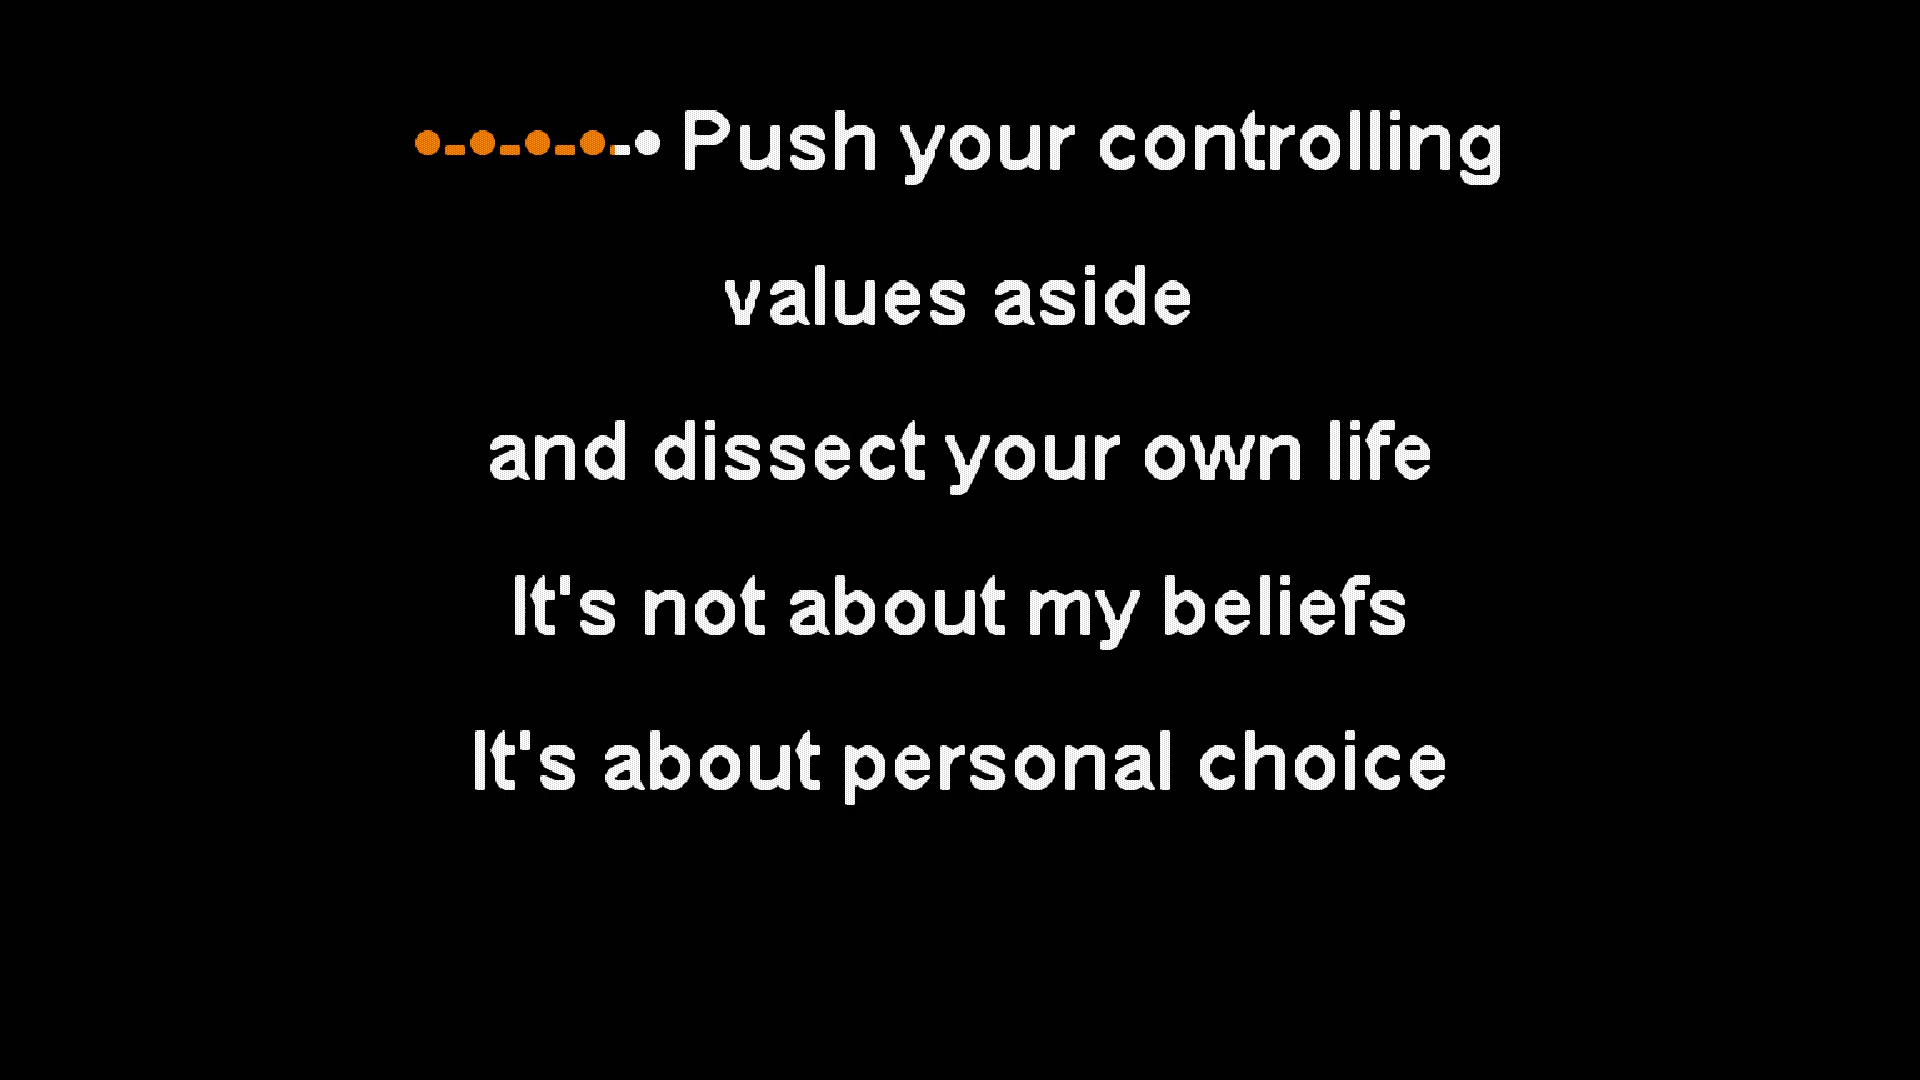 Push your controlling
values aside
and dissect your own life
It's not about my beliefs
It's about personal choice